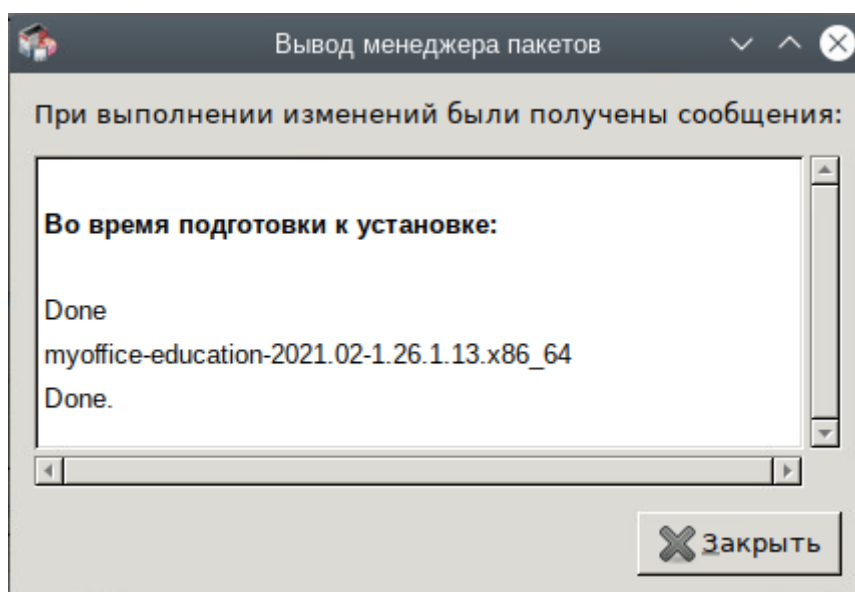 Вывод менеджера пакетов
При выполнении изменений были получены сообщения:
Во время подготовки к установке:
Done
myoffice-education-2021.02-1.26.1.13.x86_64
Done.
Закрыть